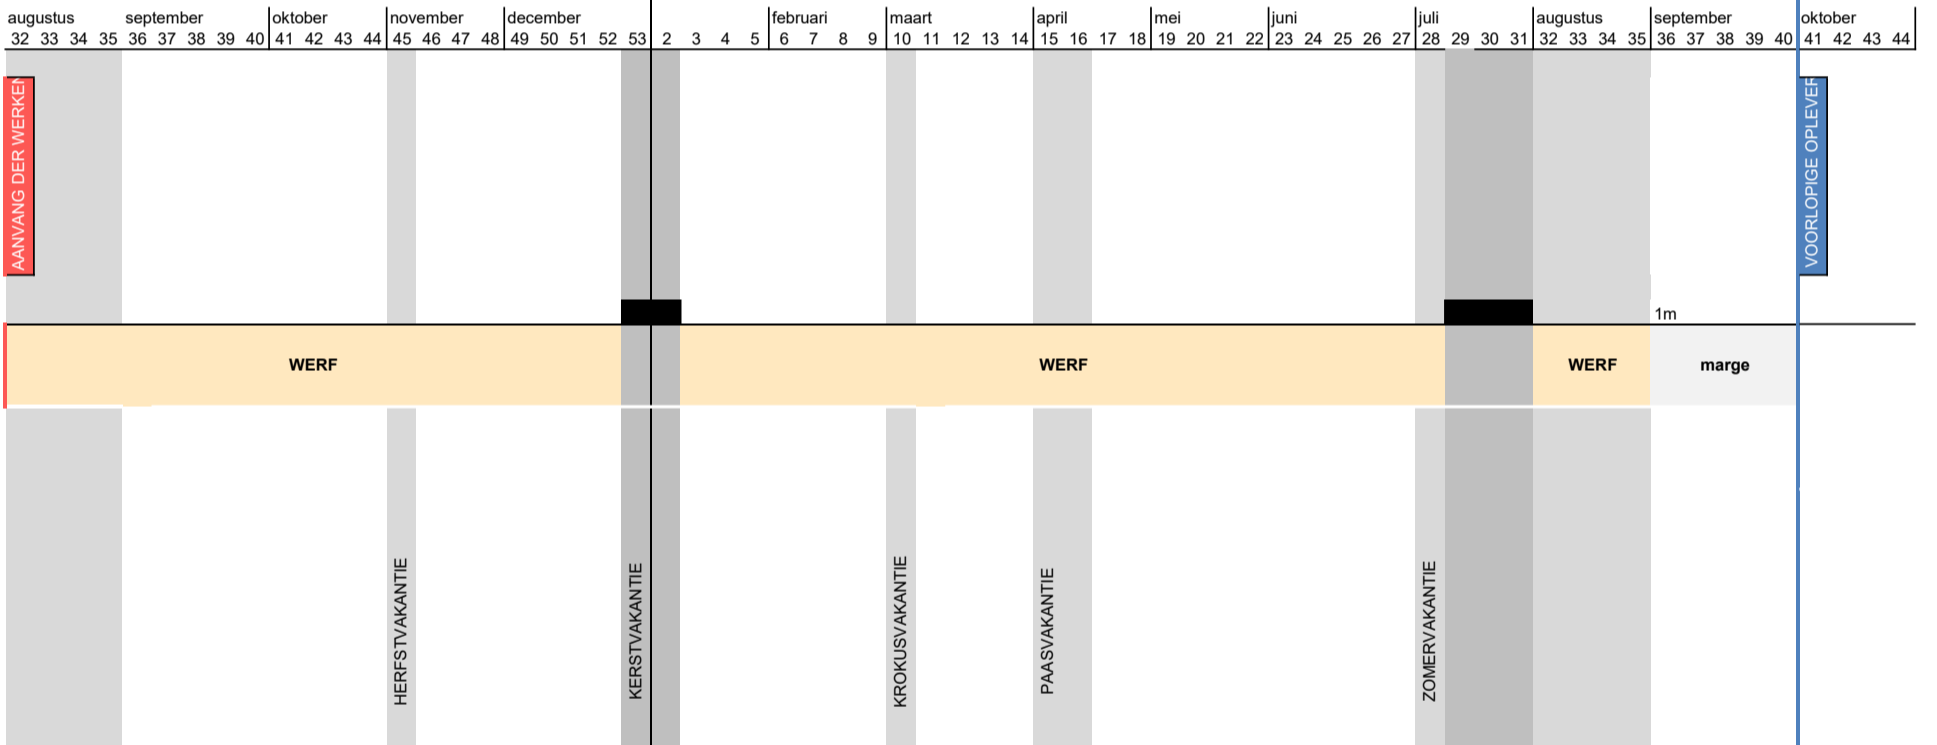 augustus september oktober november december februari maart april mei juni juli augustus september oktober
32 33 34 35 36 37 38 39 40 41 42 43 44 45 46 47 48 49 50 51 52 53 2 3 4 5 6 7 8 9 10 11 12 13 14 15 16 17 18 19 20 21 22 23 24 25 26 27 28 29 30 31 32 33 34 35 36 37 38 39 40 41 42 43 44
AANVANG DER WERKEN
VOORLOPIGE OPLEVER
1m
WERF WERF WERF marge
HERFSTVAKANTIE
KERSTVAKANTIE
KROKUSVAKANTIE
PAASVAKANTIE
ZOMERVAKANTIE